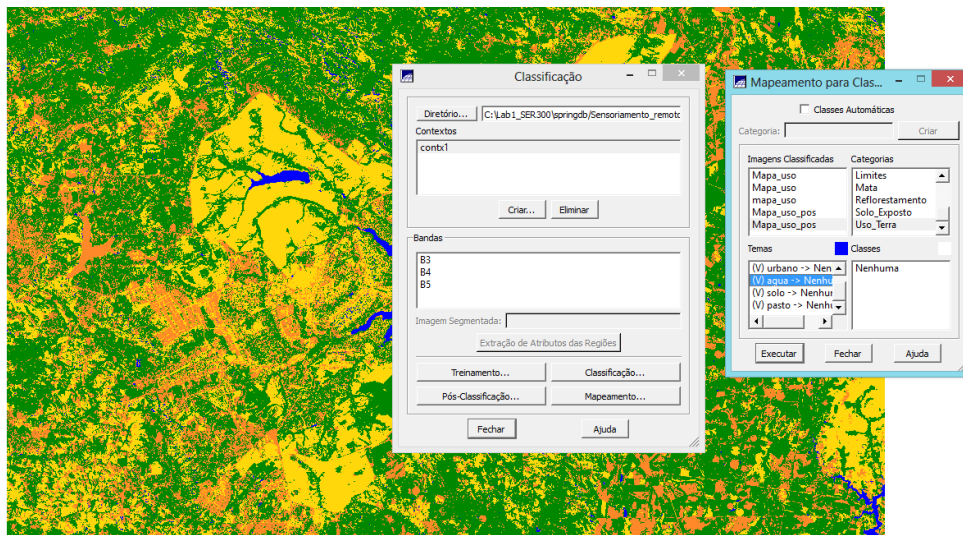 Classificação
Diretório...
C:\Lab1_SER300\springdb/Sensoriamento_remoto
Contextos
contx1
Criar...
Eliminar
Bandas
B3
B4
B5
Imagem Segmentada:
Extração de Atributos das Regiões
Treinamento...
Classificação...
Pós-Classificação...
Mapeamento...
Fechar
Ajuda
Mapeamento para Clas...
Classes Automáticas
Categoria:
Criar
Imagens Classificadas
Categorias
Mapa_uso
Mapa_uso
mapa_uso
Mapa_uso_pos
Mapa_uso_pos
Limites
Mata
Reflorestamento
Solo_Exposto
Uso_Terra
Temas
Classes
(V) urbano -> Nen
(V) agua -> Nenhu
(V) solo -> Nenhur
(V) pasto -> Nenhu
Nenhuma
Executar
Fechar
Ajuda